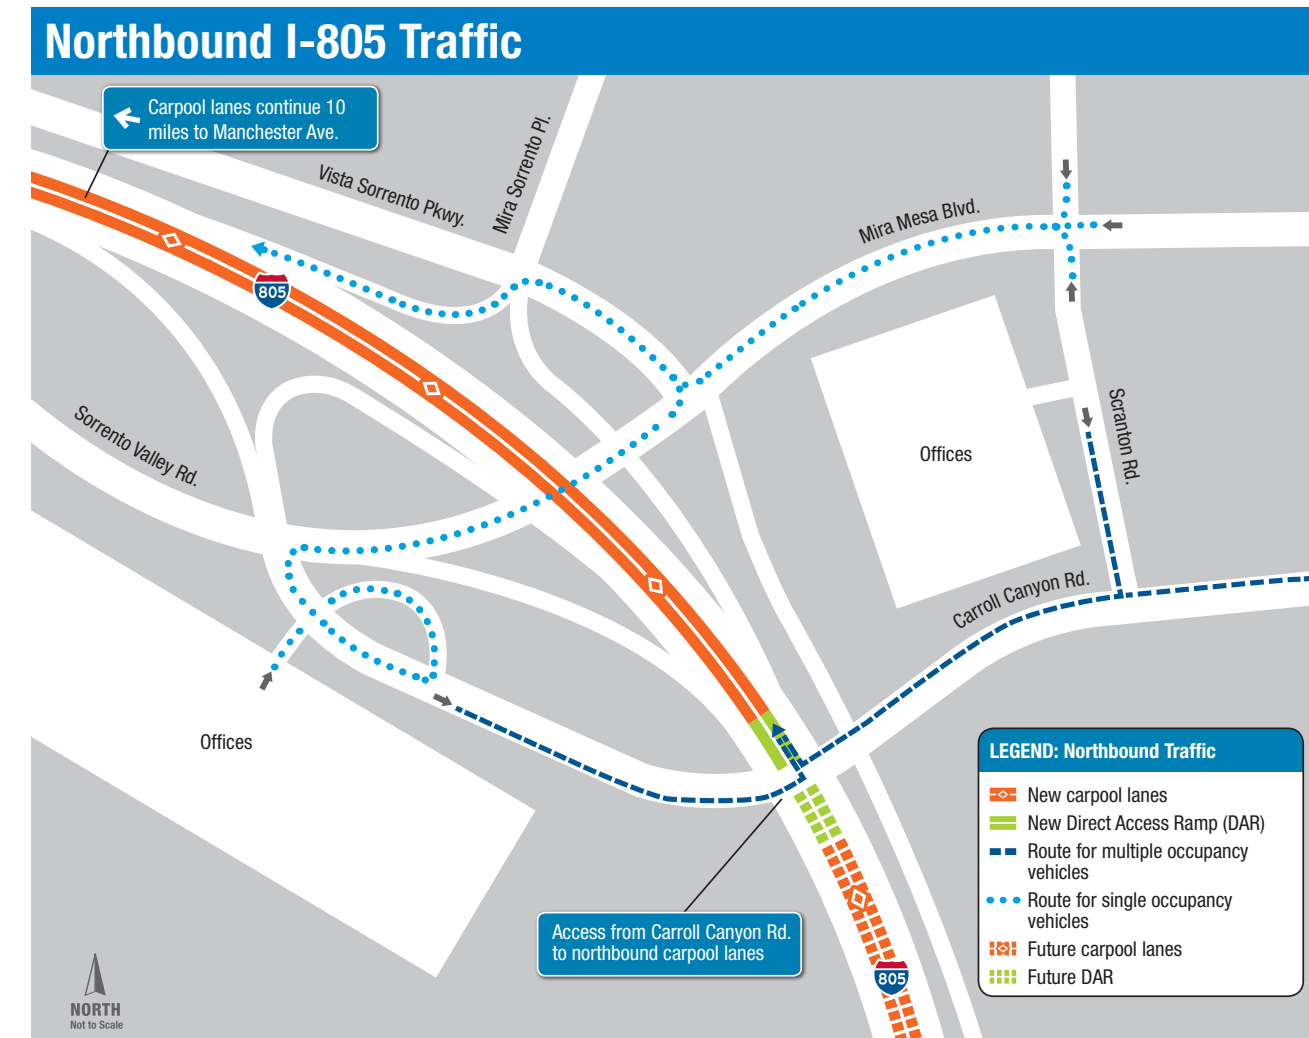 Northbound I-805 Traffic
Carpool lanes continue 10
miles to Manchester Ave.
Vista Sorrento Pkwy.
Mira Sorrento Pl.
Mira Mesa Blvd.
805
Sorrento Valley Rd.
Scranton Rd.
Offices
Carroll Canyon Rd.
Offices
LEGEND: Northbound Traffic
New carpool lanes
New Direct Access Ramp (DAR)
Route for multiple occupancy
vehicles
Route for single occupancy
vehicles
Future carpool lanes
Future DAR
Access from Carroll Canyon Rd.
to northbound carpool lanes
805
NORTH
Not to Scale